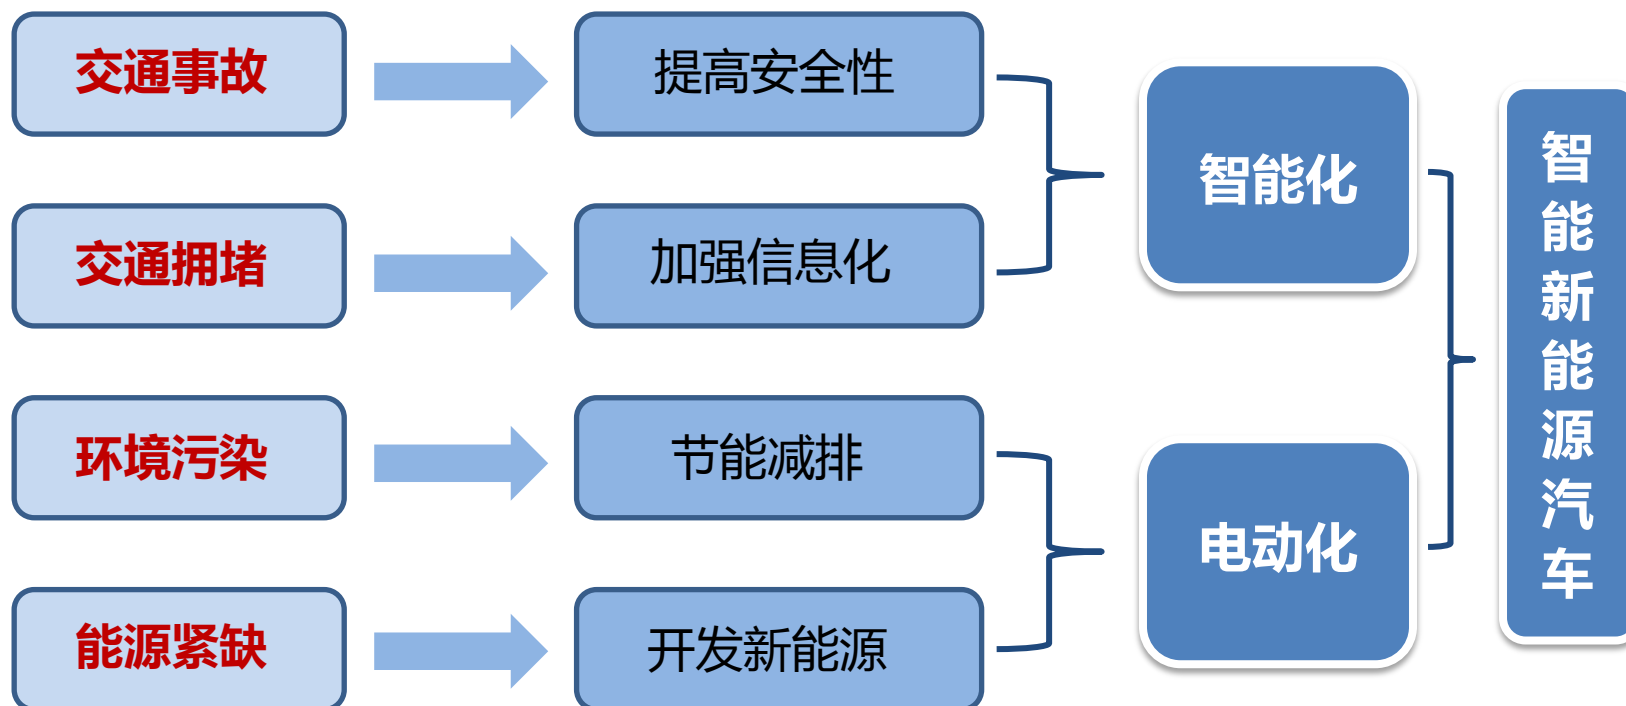 交通事故
提高安全性
交通拥堵
加强信息化
智能化
环境污染
节能减排
能源紧缺
开发新能源
电动化
智能新能源汽车